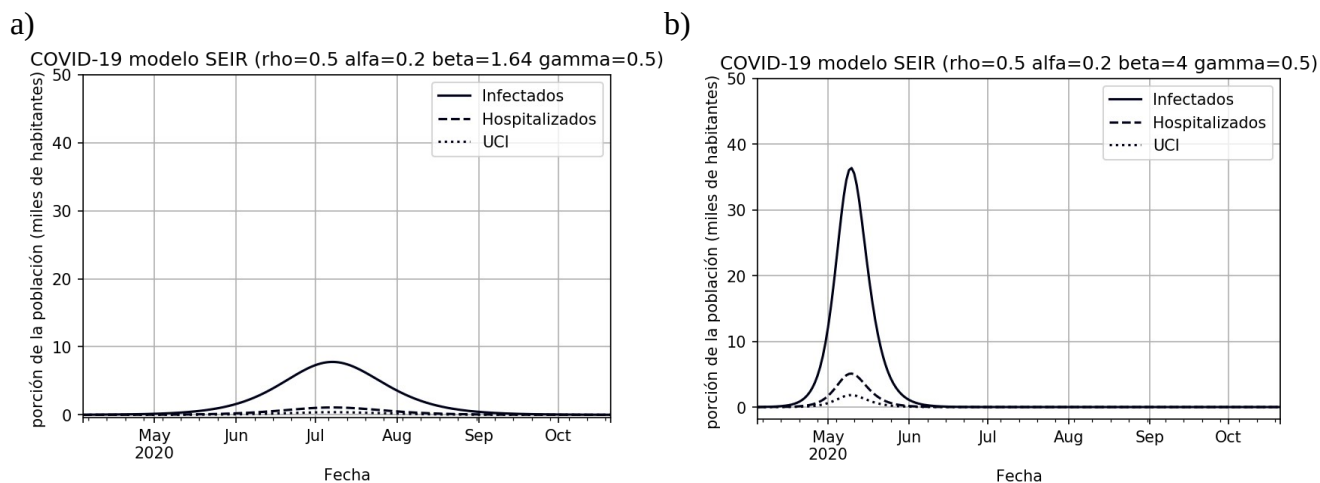 a)
COVID-19 modelo SEIR (rho=0.5 alfa=0.2 beta=1.64 gamma=0.5)
porción de la población (miles de habitantes)
50
40
30
20
10
0
Infectados
Hospitalizados
UCI
May Jun Jul Aug Sep Oct
2020
Fecha
b)
COVID-19 modelo SEIR (rho=0.5 alfa=0.2 beta=4 gamma=0.5)
porción de la población (miles de habitantes)
50
40
30
20
10
0
Infectados
Hospitalizados
UCI
May Jun Jul Aug Sep Oct
2020
Fecha